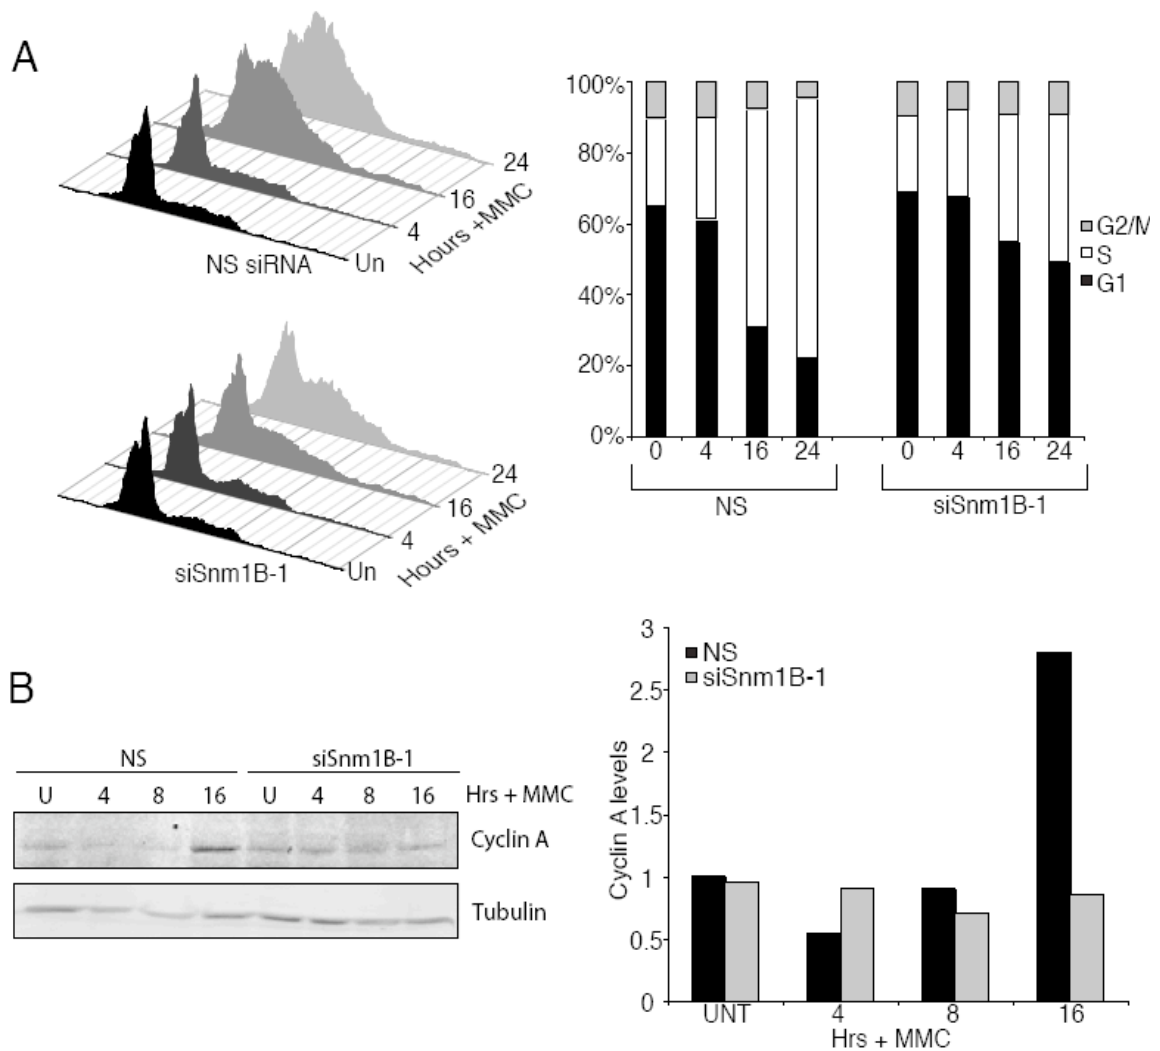 A
24
16
4
Un
Hours +MMC
NS siRNA
24
16
4
Un
Hours + MMC
siSnm1B-1
100%
80%
60%
40%
20%
0%
0 4 16 24 0 4 16 24
NS siSnm1B-1
G2/M
S
G1
B
NS siSnm1B-1
U 4 8 16 U 4 8 16 Hrs + MMC
Cyclin A
Tubulin
3
2.5
2
1.5
1
0.5
0
Cyclin A levels
NS
siSnm1B-1
UNT 4 8 16
Hrs + MMC